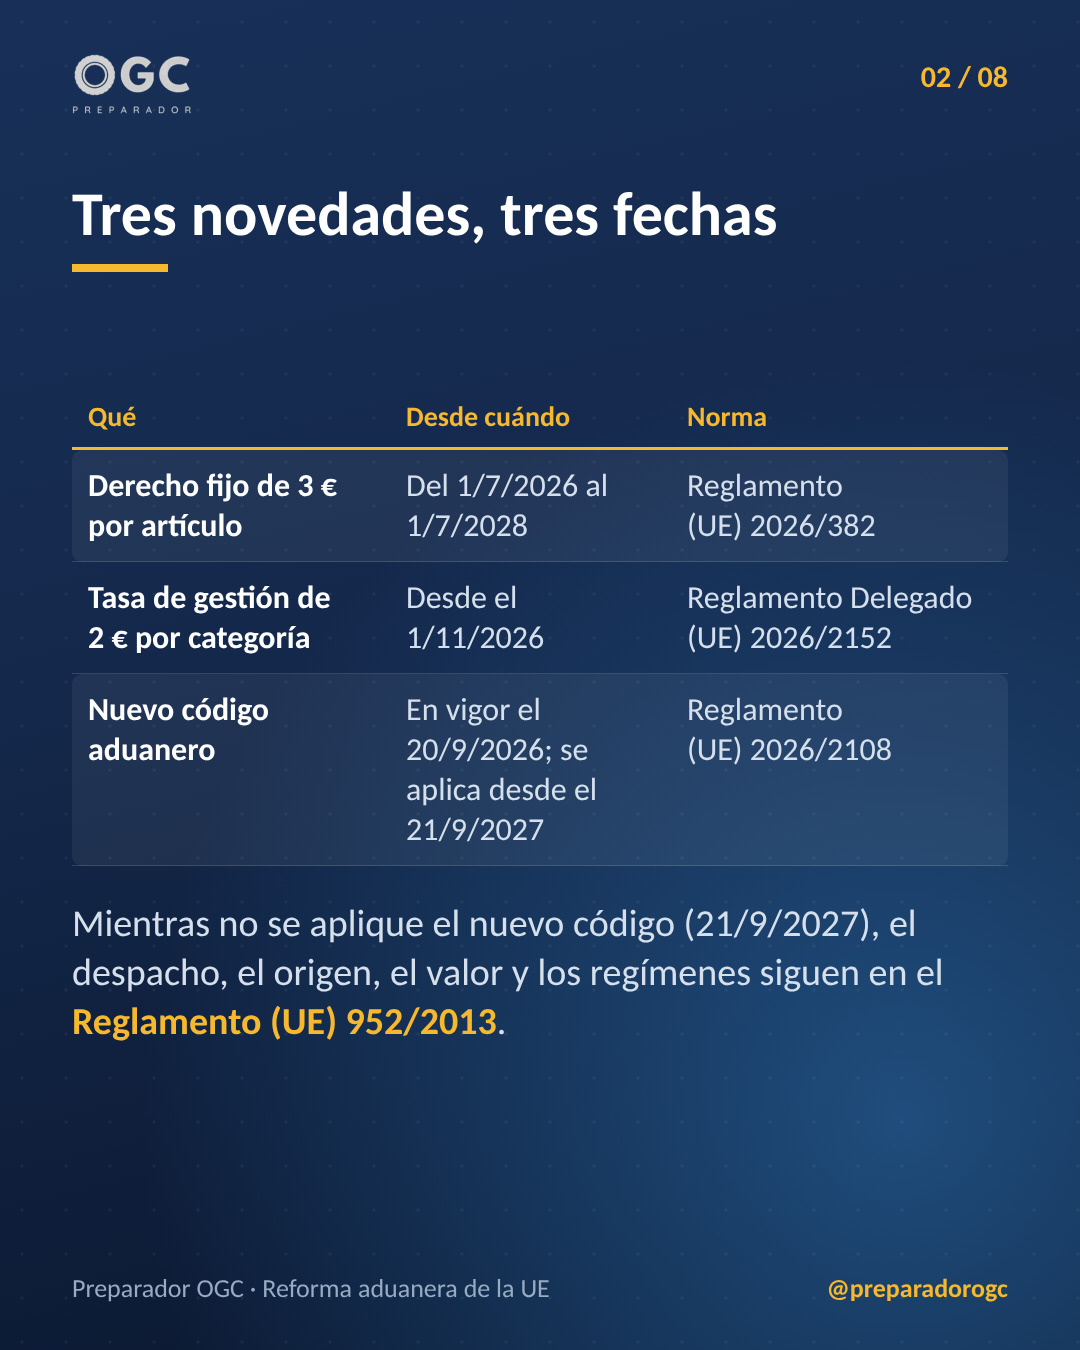 OGC
PREPARADOR
02 / 08
Tres novedades, tres fechas
Qué
Desde cuándo
Norma
Derecho fijo de 3 €
por artículo
Del 1/7/2026 al
1/7/2028
Reglamento
(UE) 2026/382
Tasa de gestión de
2 € por categoría
Desde el
1/11/2026
Reglamento Delegado
(UE) 2026/2152
Nuevo código
aduanero
En vigor el
20/9/2026; se
aplica desde el
21/9/2027
Reglamento
(UE) 2026/2108
Mientras no se aplique el nuevo código (21/9/2027), el
despacho, el origen, el valor y los regímenes siguen en el
Reglamento (UE) 952/2013.
Preparador OGC · Reforma aduanera de la UE
@preparadorogc